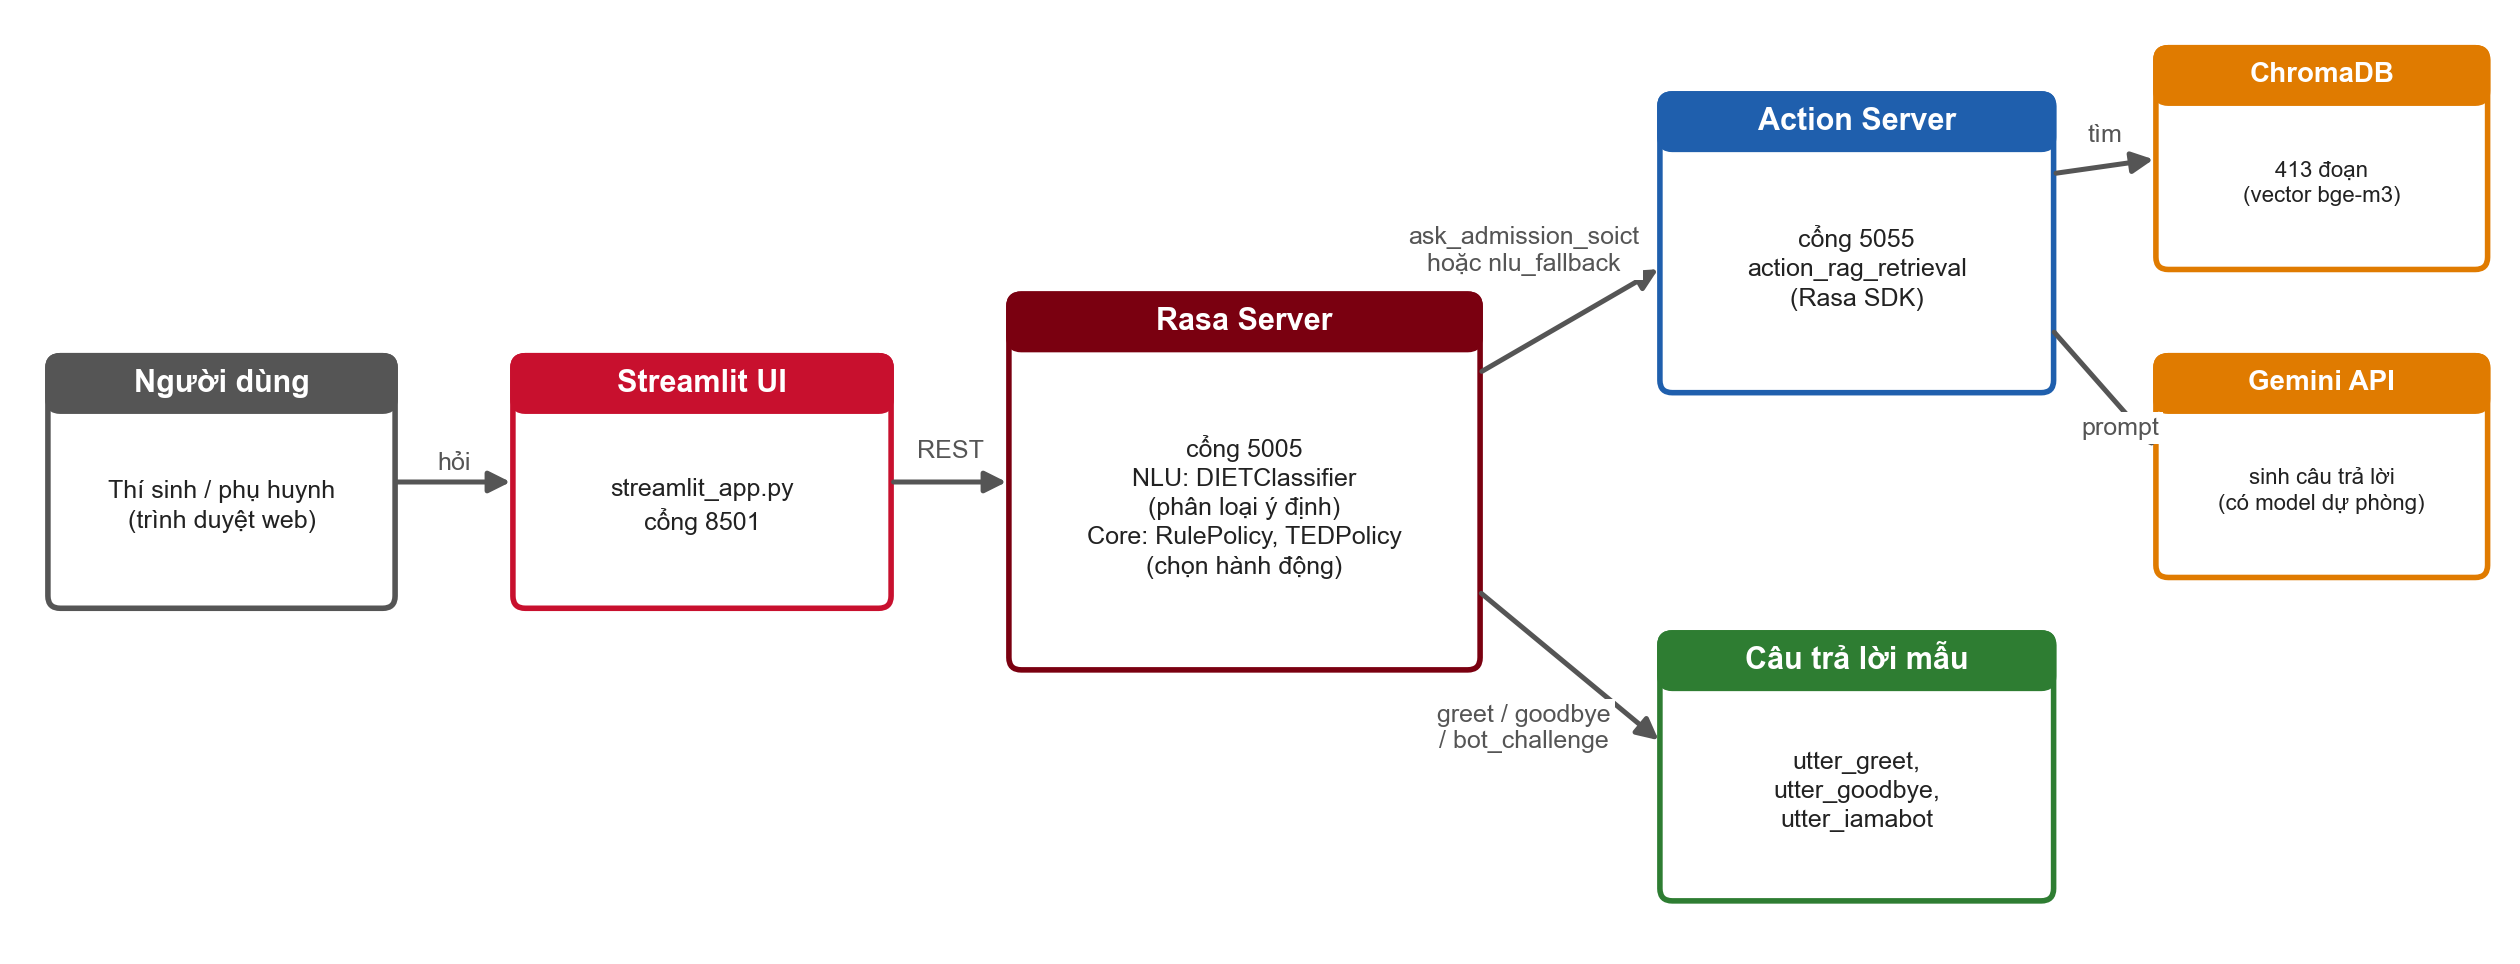 Người dùng
Thí sinh / phụ huynh
(trình duyệt web)
hỏi
Streamlit UI
streamlit_app.py
cổng 8501
REST
Rasa Server
cổng 5005
NLU: DIETClassifier
(phân loại ý định)
Core: RulePolicy, TEDPolicy
(chọn hành động)
ask_admission_soict
hoặc nlu_fallback
Action Server
cổng 5055
action_rag_retrieval
(Rasa SDK)
tìm
ChromaDB
413 đoạn
(vector bge-m3)
prompt
Gemini API
sinh câu trả lời
(có model dự phòng)
greet / goodbye
/ bot_challenge
Câu trả lời mẫu
utter_greet,
utter_goodbye,
utter_iamabot